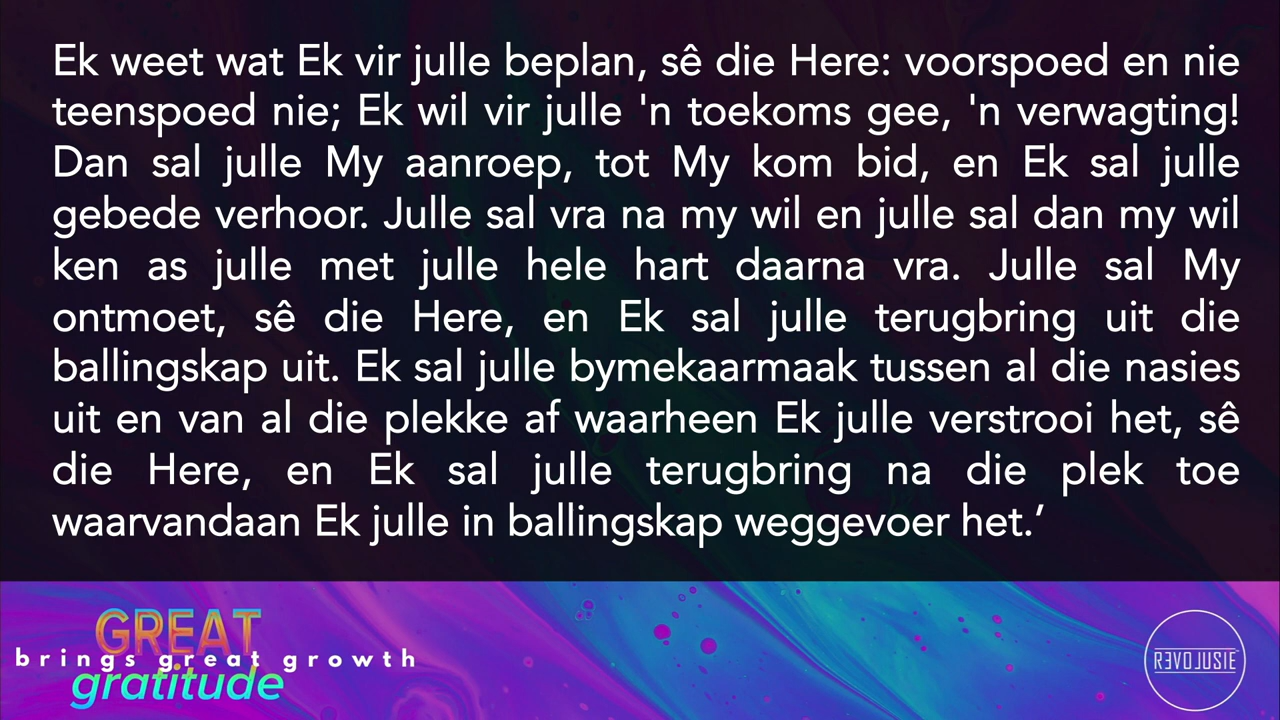 Ek weet wat Ek vir julle beplan, sê die Here: voorspoed en nie
teenspoed nie; Ek wil vir julle 'n toekoms gee, 'n verwagting!
Dan sal julle My aanroep, tot My kom bid, en Ek sal julle
gebede verhoor. Julle sal vra na my wil en julle sal dan my wil
ken as julle met julle hele hart daarna vra. Julle sal My
ontmoet, sê die Here, en Ek sal julle terugbring uit die
ballingskap uit. Ek sal julle bymekaarmaak tussen al die nasies
uit en van al die plekke af waarheen Ek julle verstrooi het, sê
die Here, en Ek sal julle terugbring na die plek toe
waarvandaan Ek julle in ballingskap weggevoer het.’
GREAT
brings great growth
gratitude
REVOLUSIE